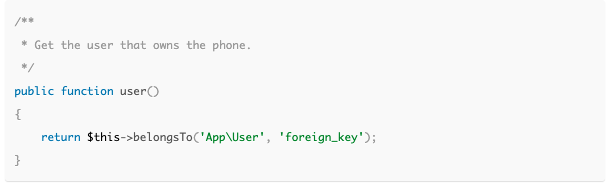 /**
 * Get the user that owns the phone.
 */
public function user()
{
    return $this->belongsTo('App\User', 'foreign_key');
}